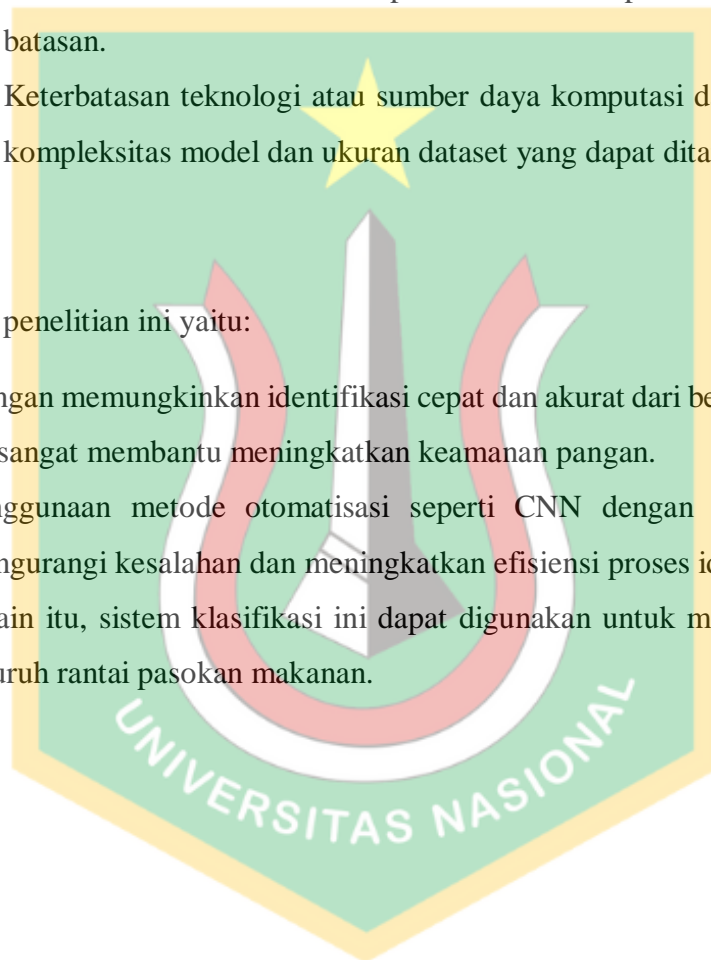 batasan.
Keterbatasan teknologi atau sumber daya komputasi d
kompleksitas model dan ukuran dataset yang dapat dita
penelitian ini yaitu:
ngan memungkinkan identifikasi cepat dan akurat dari be
sangat membantu meningkatkan keamanan pangan.
nggunaan metode otomatisasi seperti CNN dengan
ngurangi kesalahan dan meningkatkan efisiensi proses id
ain itu, sistem klasifikasi ini dapat digunakan untuk m
uruh rantai pasokan makanan.
UNIVERSITAS NASIONAL